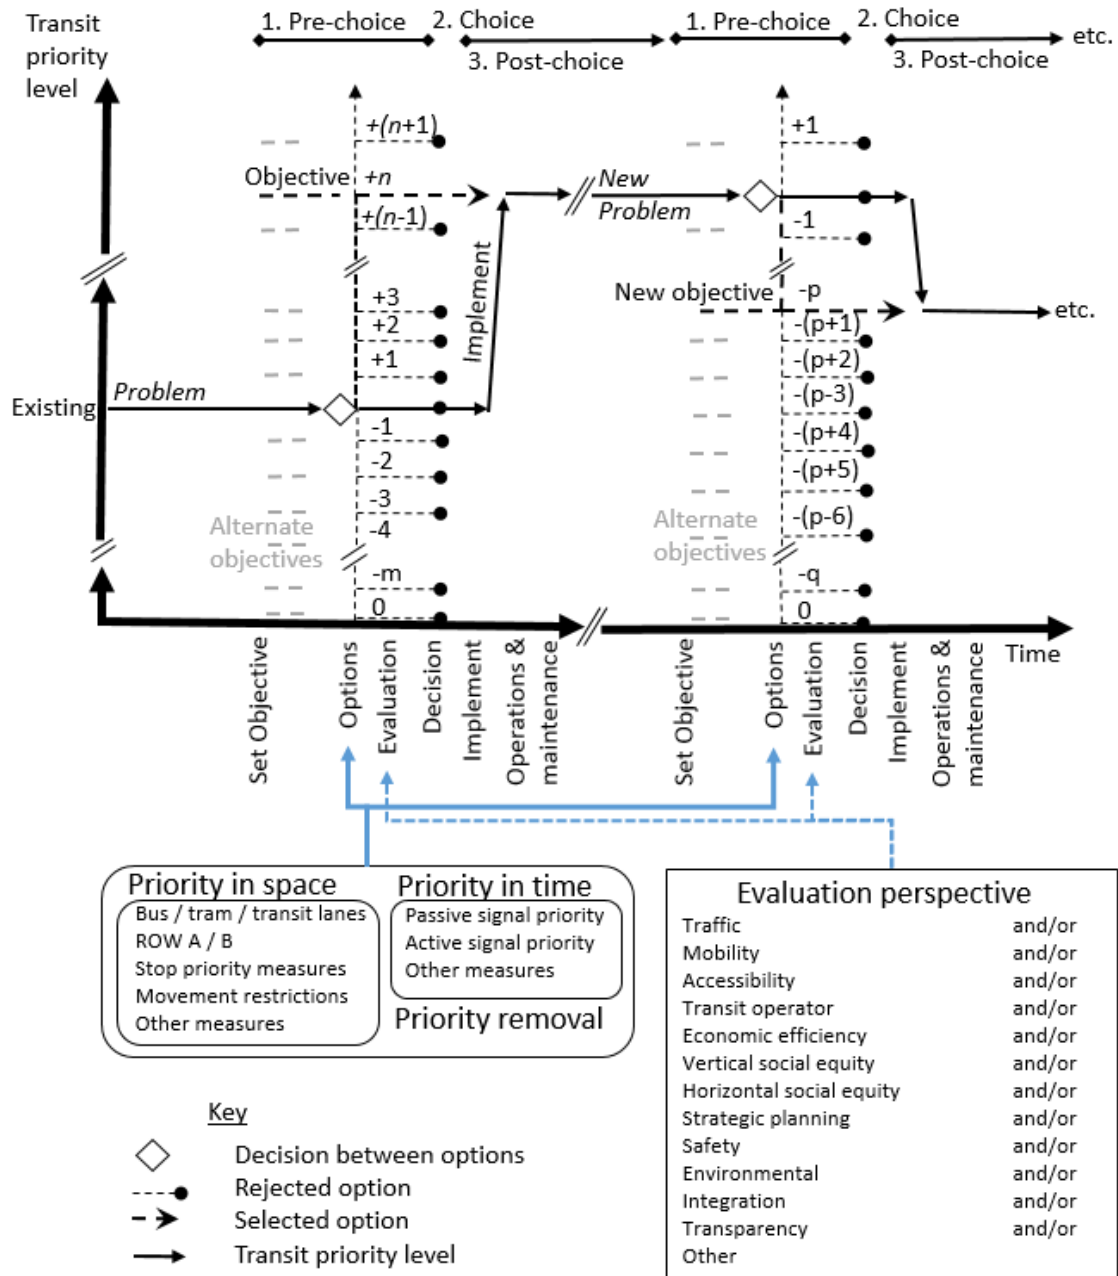 Transit
priority
level
1. Pre-choice
2. Choice
3. Post-choice
1. Pre-choice
2. Choice
3. Post-choice
etc.
+(n+1)
Objective +n
+(n-1)
+3
+2
+1
Existing
Problem
-1
-2
-3
-4
Alternate
objectives
-m
0
Implement
New
Problem
+1
-1
New objective -p
-(p+1)
-(p+2)
-(p-3)
-(p+4)
-(p+5)
-(p-6)
Alternate
objectives
-q
0
etc.
Time
Set Objective
Options
Evaluation
Decision
Implement
Operations &
maintenance
Set Objective
Options
Evaluation
Decision
Implement
Operations &
maintenance
Priority in space
Bus / tram / transit lanes
ROW A / B
Stop priority measures
Movement restrictions
Other measures
Priority in time
Passive signal priority
Active signal priority
Other measures
Priority removal
Evaluation perspective
Traffic and/or
Mobility and/or
Accessibility and/or
Transit operator and/or
Economic efficiency and/or
Vertical social equity and/or
Horizontal social equity and/or
Strategic planning and/or
Safety and/or
Environmental and/or
Integration and/or
Transparency and/or
Other
Key
Decision between options
Rejected option
Selected option
Transit priority level